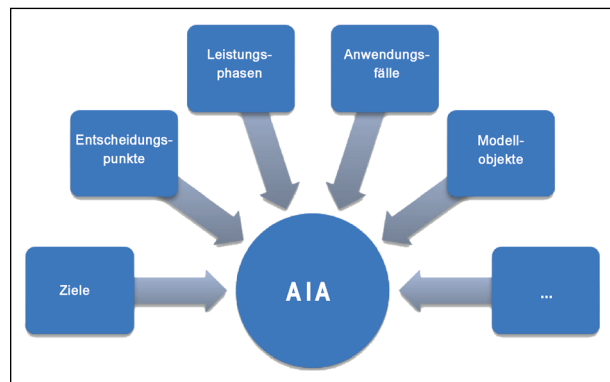 Leistungs-
phasen
Anwendungs-
fälle
Entscheidungs-
punkte
Modell-
objekte
Ziele
AIA
...